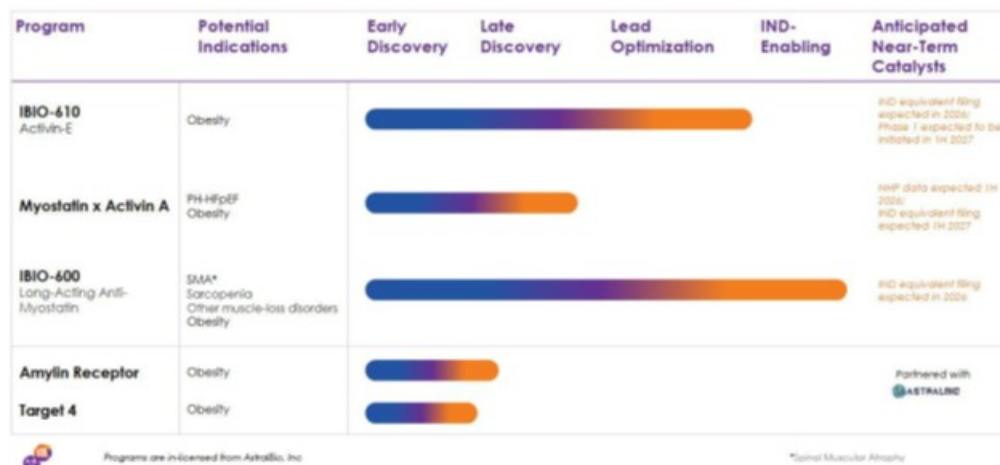 Program
Potential
Indications
Early
Discovery
Late
Discovery
Lead
Optimization
IND-
Enabling
Anticipated
Near-Term
Catalysts
IBIO-610
Activin-E
Obesity
IND equivalent filing
expected in 2026;
Phase 1 expected to be
initiated in 1H 2027
Myostatin x Activin A
PH-HFpEF
Obesity
NHP data expected 1H
2026;
IND equivalent filing
expected 1H 2027
IBIO-600
Long-Acting Anti-
Myostatin
SMA*
Sarcopenia
Other muscle-loss disorders
Obesity
IND equivalent filing
expected in 2026
Amylin Receptor
Obesity
Partnered with
ASTRALBIO
Target 4
Obesity
Programs are in-licensed from AstralBio, Inc
*Spinal Muscular Atrophy